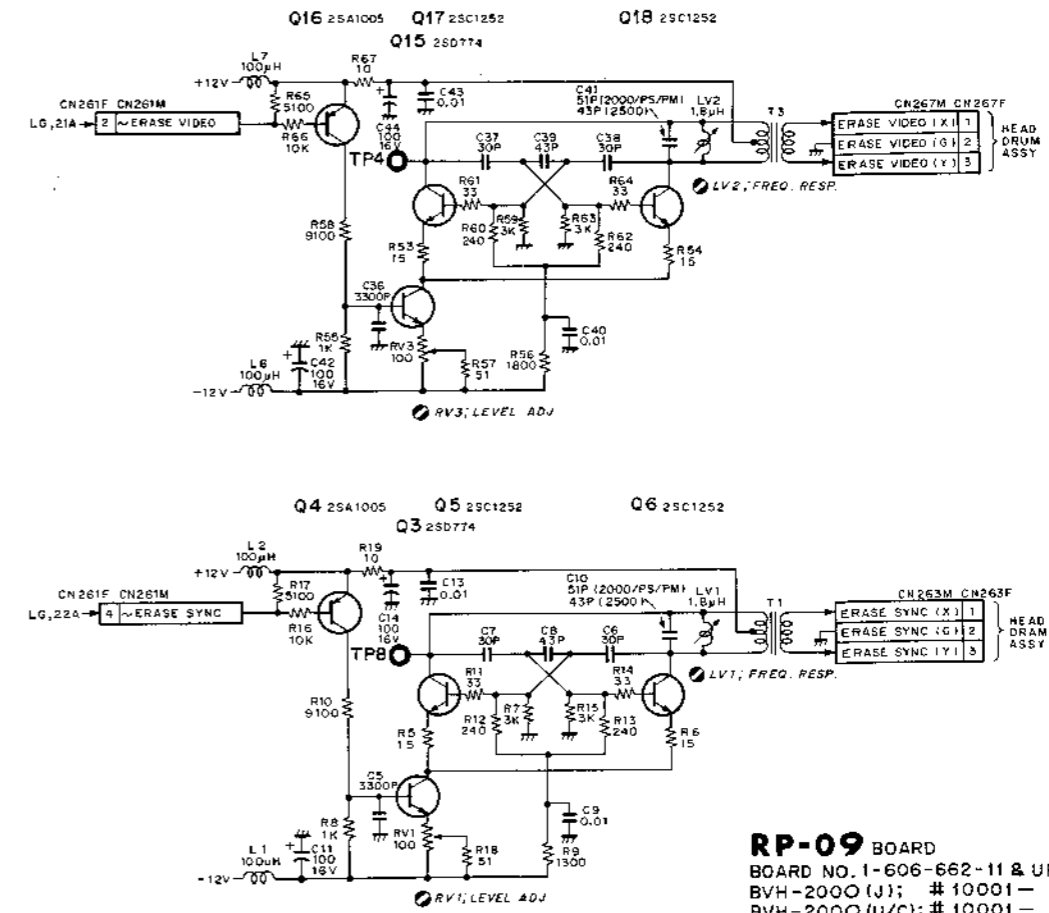 Q16 2SA1005 Q17 2SC1252 Q18 2SC1252
Q15 2SD774
L7
100μH
+12V
R67
10
C43
0.01
C41
51P (2000/PS/PM)
43P (2500)
LV2
1.8μH
T3
CN261F CN261M
LG,21A 2 ~ERASE VIDEO
R65
5100
R66
10K
C44
100
16V
TP4
C37
30P
C39
43P
C38
30P
CN267M CN267F
ERASE VIDEO (X) 1
ERASE VIDEO (G) 2
ERASE VIDEO (Y) 3
HEAD
DRUM
ASSY
LV2; FREQ. RESP.
R61
33
R64
33
R58
9100
R60
240
R59
3K
R63
3K
R62
240
R53
15
R54
15
C36
3300P
R55
1K
RV3
100
R57
51
R56
1800
C40
0.01
L6
100μH
-12V
C42
100
16V
RV3; LEVEL ADJ
Q4 2SA1005 Q5 2SC1252 Q6 2SC1252
Q3 2SD774
L2
100μH
+12V
R19
10
C13
0.01
C10
51P (2000/PS/PM)
43P (2500)
LV1
1.8μH
T1
CN261F CN261M
LG,22A 4 ~ERASE SYNC
R17
5100
R16
10K
C14
100
16V
TP8
C7
30P
C8
43P
C6
30P
CN263M CN263F
ERASE SYNC (X) 1
ERASE SYNC (G) 2
ERASE SYNC (Y) 3
HEAD
DRAM
ASSY
LV1; FREQ. RESP.
R11
33
R14
33
R10
9100
R12
240
R7
3K
R15
3K
R13
240
R5
15
R6
15
C5
3300P
R8
1K
RV1
100
R18
51
R9
1300
C9
0.01
L1
100μH
-12V
C11
100
16V
RV1; LEVEL ADJ
RP-09 BOARD
BOARD NO. 1-606-662-11 & U
BVH-2000 (J); #10001-
BVH-2000 (U/C); #10001-